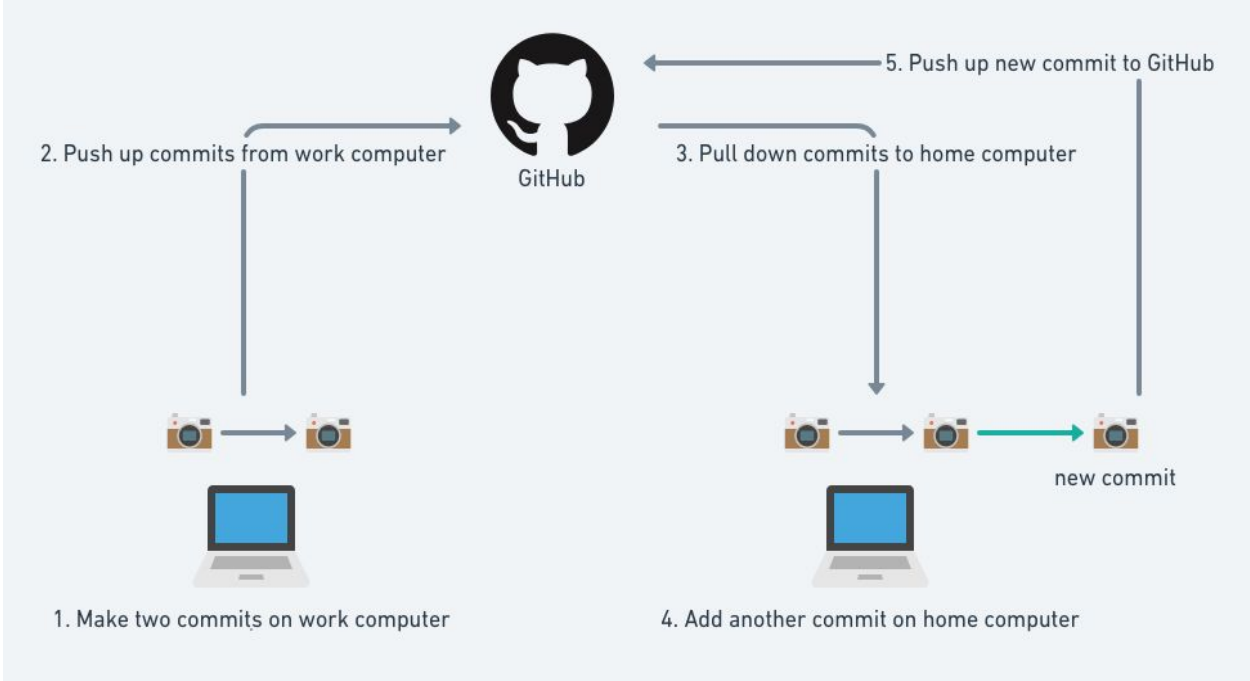 5. Push up new commit to GitHub
2. Push up commits from work computer
3. Pull down commits to home computer
GitHub
new commit
1. Make two commits on work computer
4. Add another commit on home computer